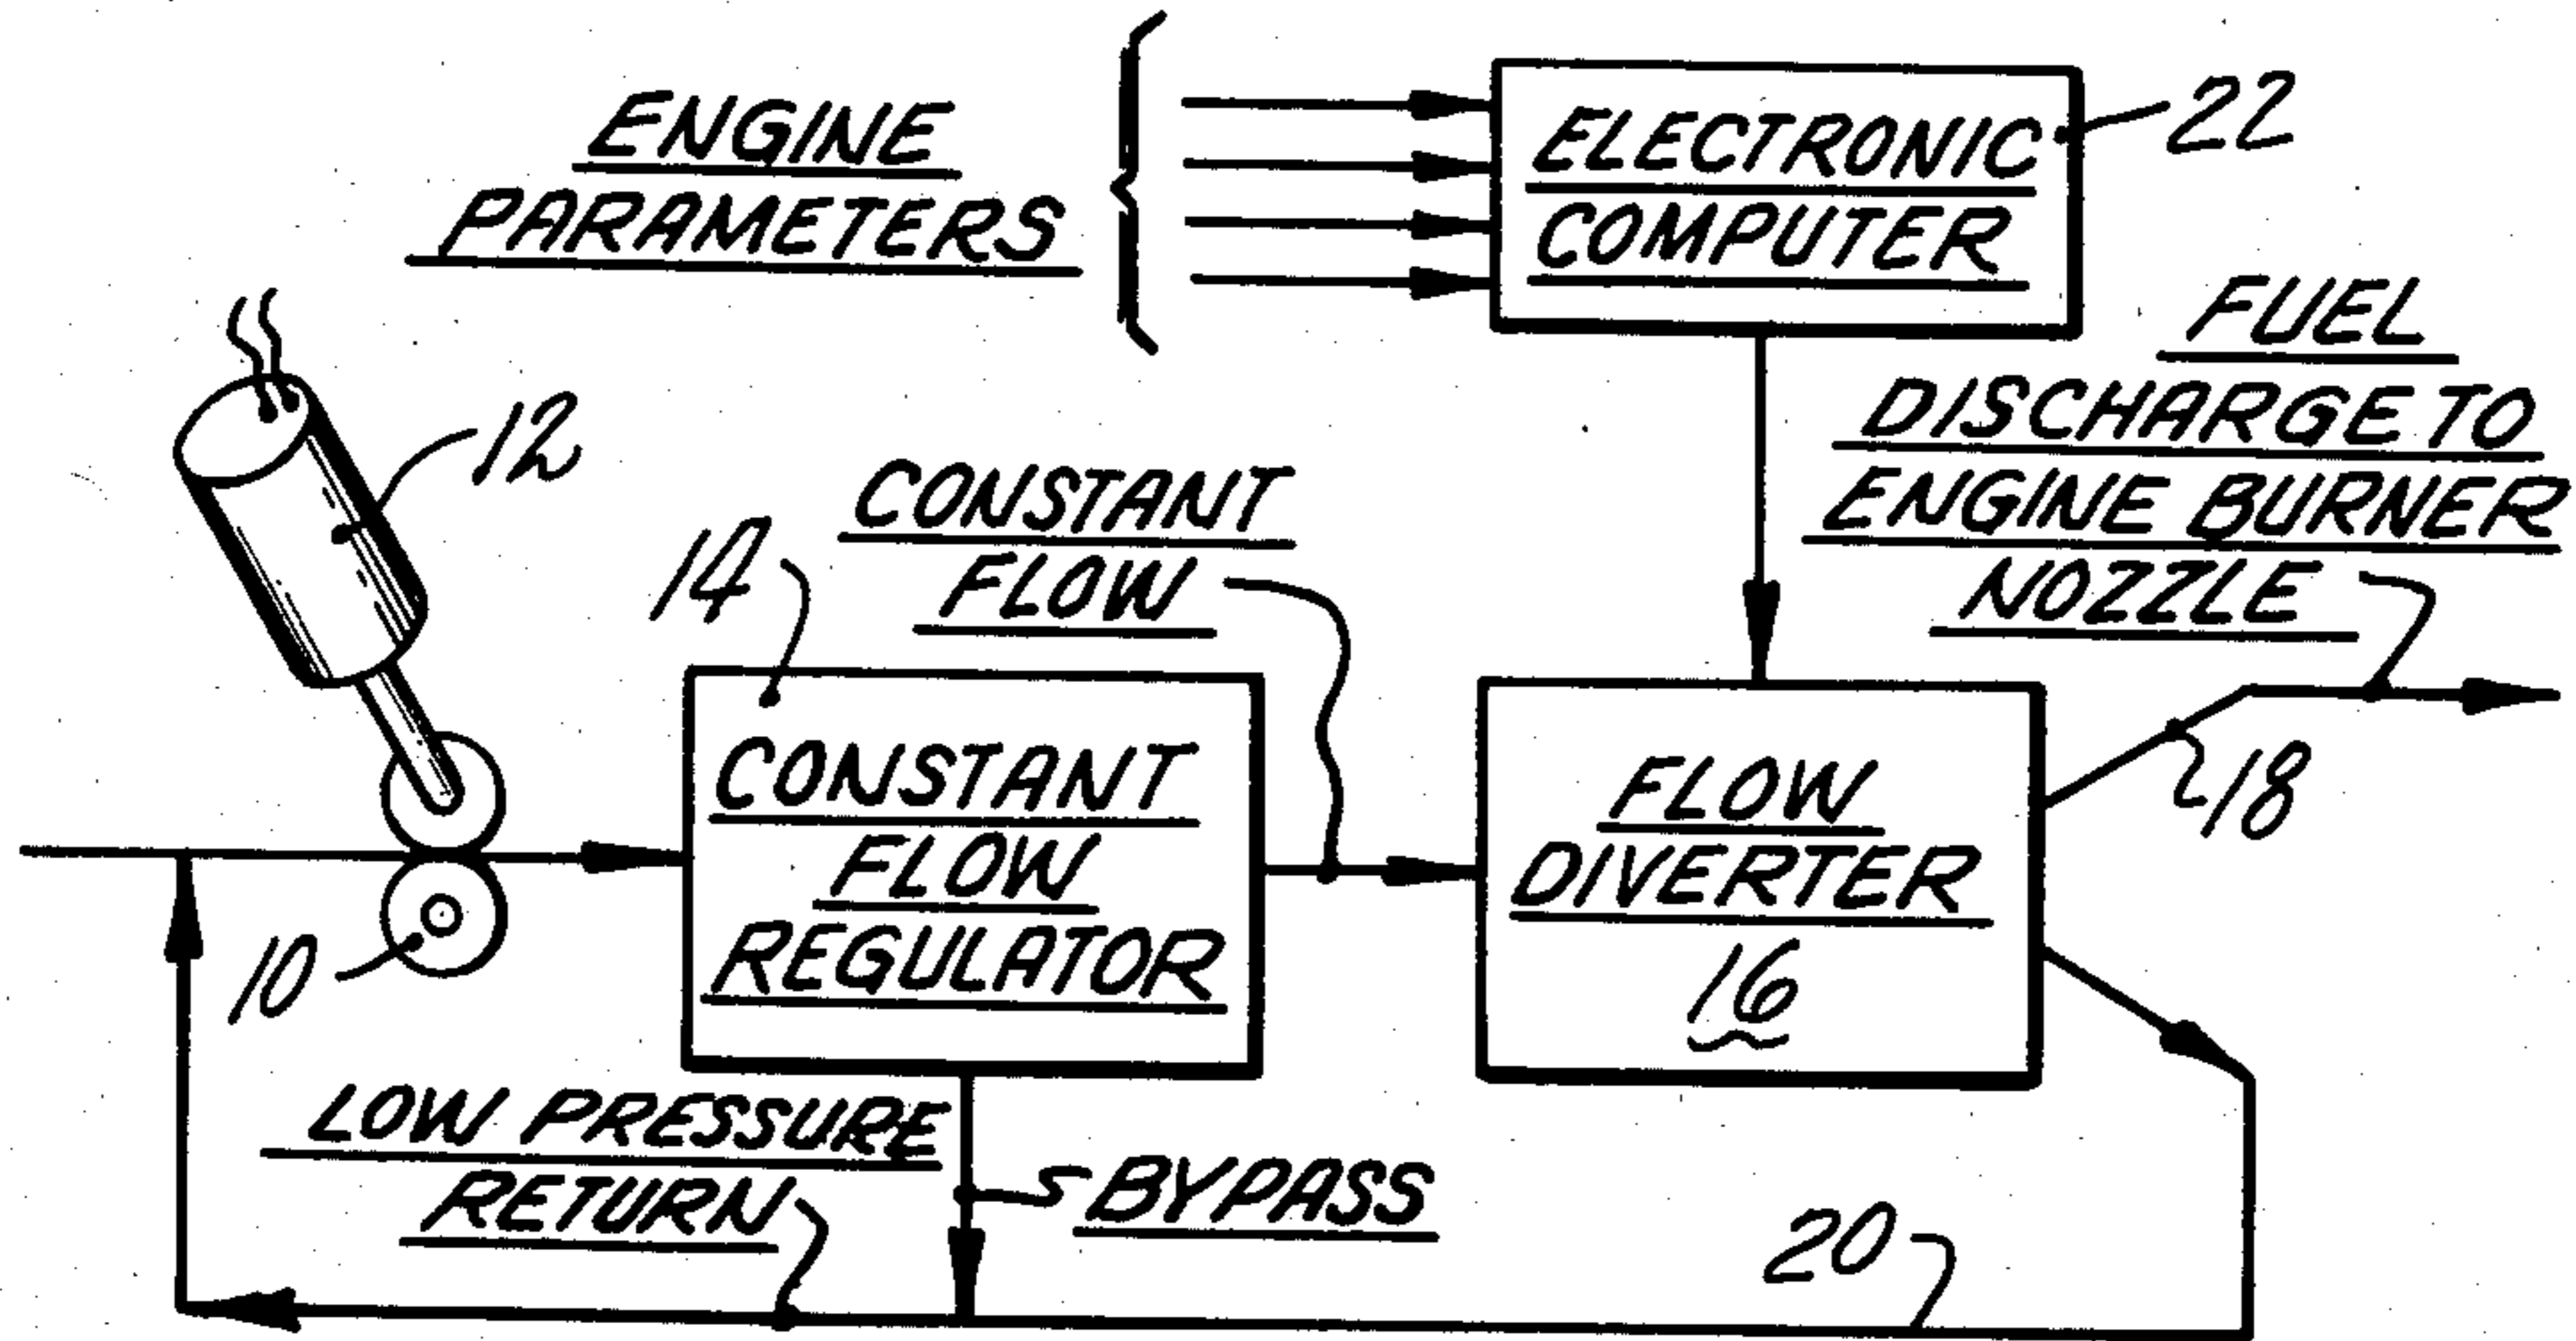 ENGINE
PARAMETERS
ELECTRONIC
COMPUTER
22
FUEL
DISCHARGE TO
ENGINE BURNER
NOZZLE
12
14
CONSTANT
FLOW
18
CONSTANT
FLOW
REGULATOR
FLOW
DIVERTER
16
10
LOW PRESSURE
RETURN
BYPASS
20